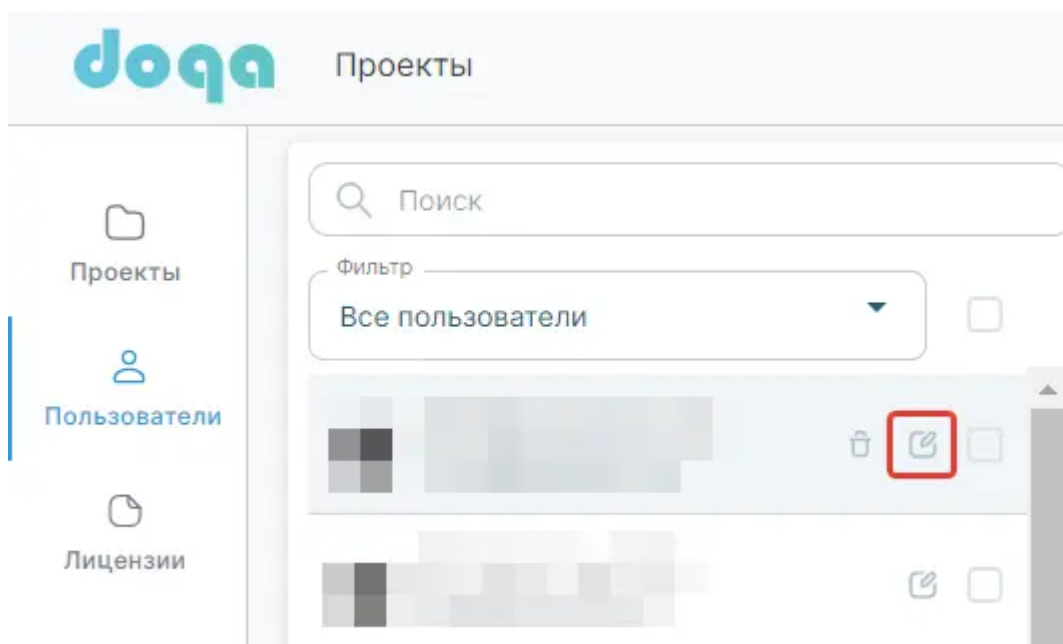 doqa
Проекты
Поиск
Проекты
Фильтр
Все пользователи
Пользователи
Лицензии